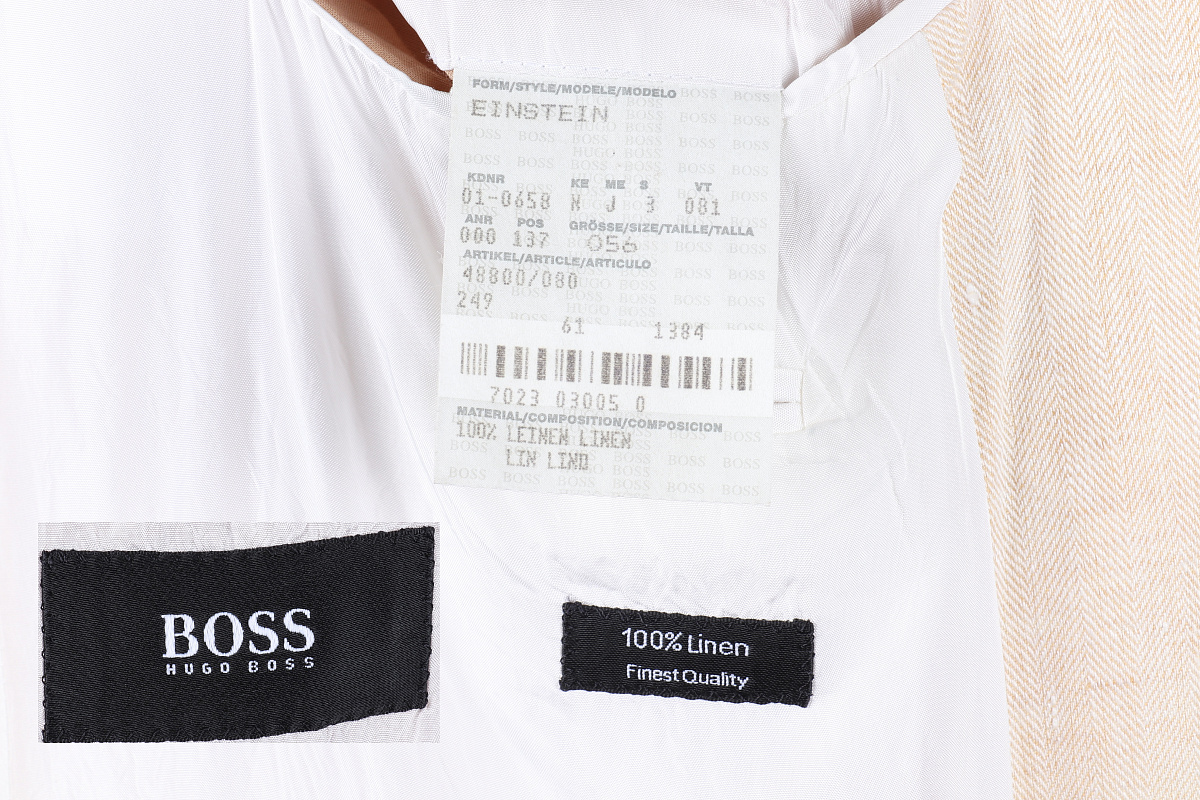 FORM/STYLE/MODELE/MODELO
EINSTEIN
KDNR KE ME S VT
01-0658 N J 3 081
ANR POS GRÖSSE/SIZE/TAILLE/TALLA
000 137 056
ARTIKEL/ARTICLE/ARTICULO
48800/080
249
61 1384
7023 03005 0
MATERIAL/COMPOSITION/COMPOSICION
100% LEINEN LINEN
LIN LINO
BOSS
HUGO BOSS
100% Linen
Finest Quality